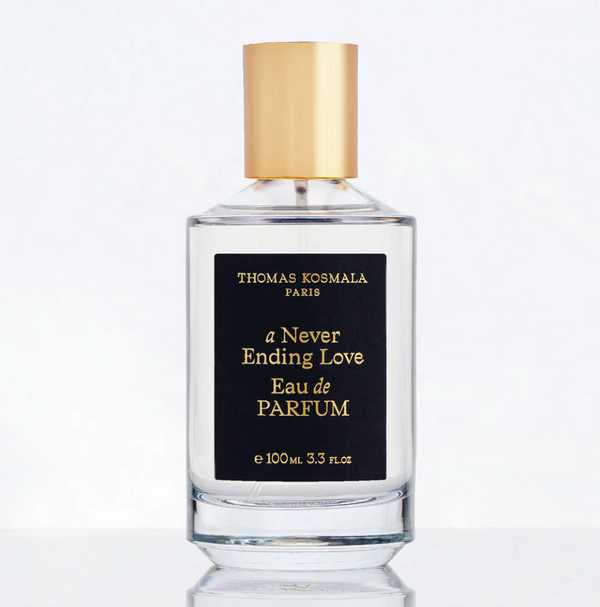 THOMAS KOSMALA
PARIS
a Never
Ending Love
Eau de
PARFUM
℮ 100ML 3.3 FL.OZ